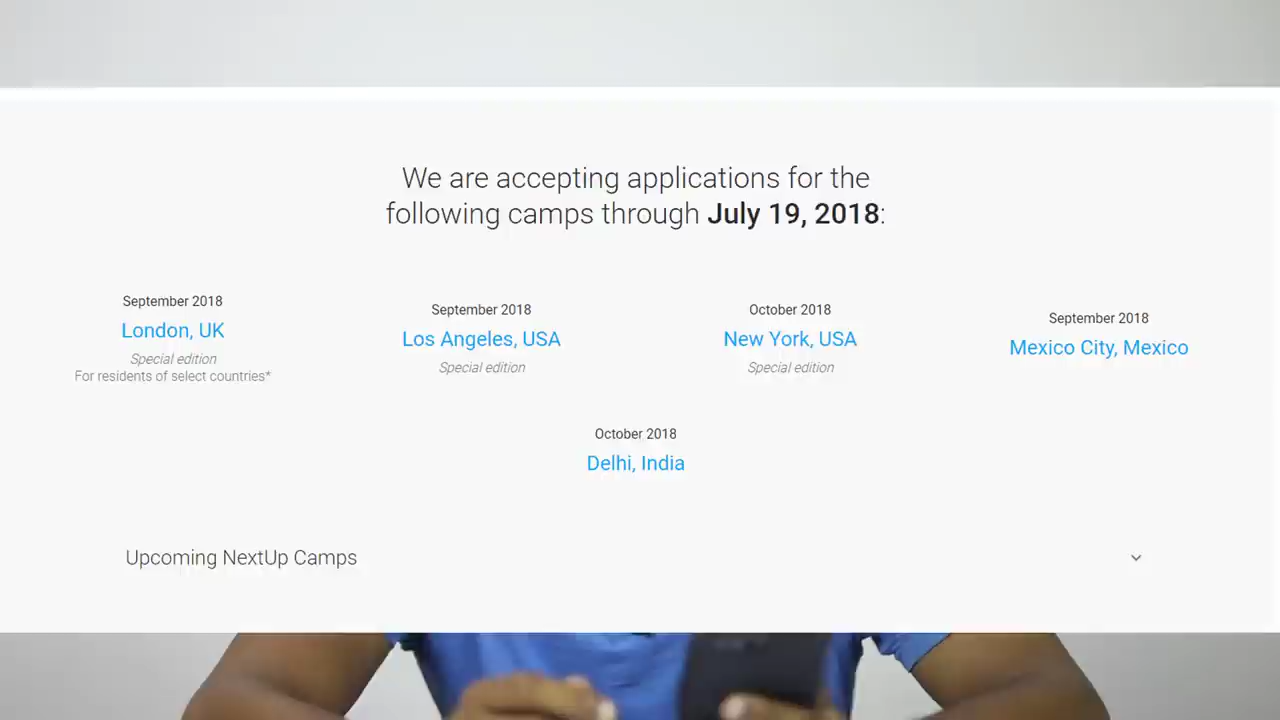 We are accepting applications for the
following camps through July 19, 2018:
September 2018
London, UK
Special edition
For residents of select countries*
September 2018
Los Angeles, USA
Special edition
October 2018
New York, USA
Special edition
September 2018
Mexico City, Mexico
October 2018
Delhi, India
Upcoming NextUp Camps